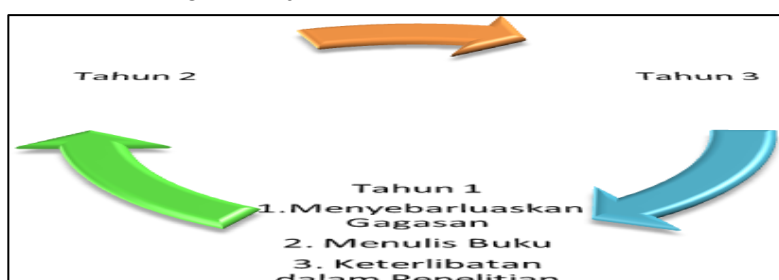 Tahun 2
Tahun 3
Tahun 1
1.Menyebarluaskan
Gagasan
2. Menulis Buku
3. Keterlibatan
dalam Penelitian